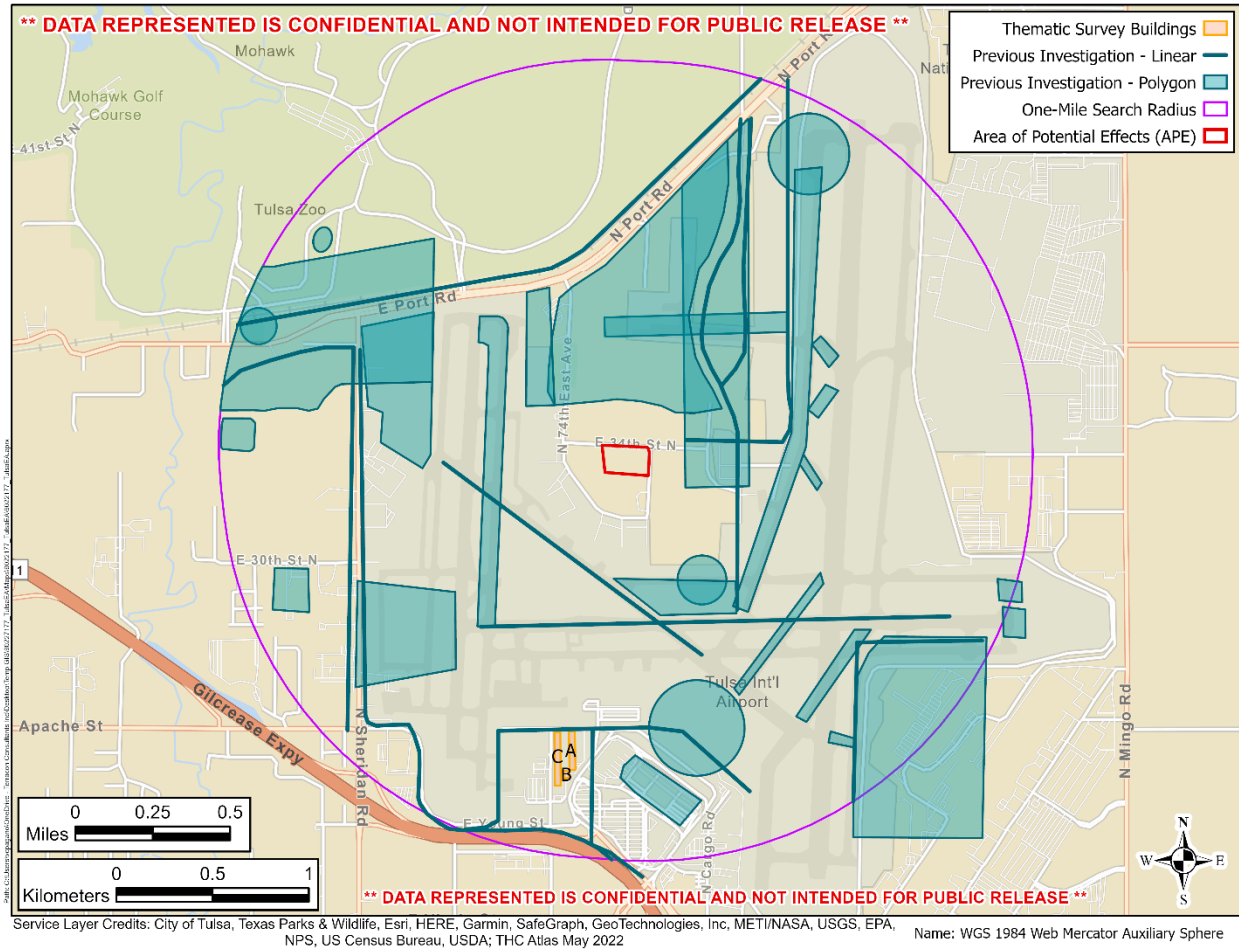 ** DATA REPRESENTED IS CONFIDENTIAL AND NOT INTENDED FOR PUBLIC RELEASE **
Thematic Survey Buildings
Previous Investigation - Linear
Previous Investigation - Polygon
One-Mile Search Radius
Area of Potential Effects (APE)
Mohawk
Mohawk Golf
Course
41st St N
N Port Rd
Nati
Tulsa Zoo
N Port Rd
E Port Rd
N 74th East Ave
E 34th St N
E 30th St N
11
Gilcrease Expy
Apache St
N Sheridan Rd
Tulsa Int'l
Airport
N Mingo Rd
C
A
B
E Young St
N Cargo Rd
0 0.25 0.5
Miles
0 0.5 1
Kilometers
N
W
E
S
** DATA REPRESENTED IS CONFIDENTIAL AND NOT INTENDED FOR PUBLIC RELEASE **
Service Layer Credits: City of Tulsa, Texas Parks & Wildlife, Esri, HERE, Garmin, SafeGraph, GeoTechnologies, Inc, METI/NASA, USGS, EPA,
NPS, US Census Bureau, USDA; THC Atlas May 2022
Name: WGS 1984 Web Mercator Auxiliary Sphere